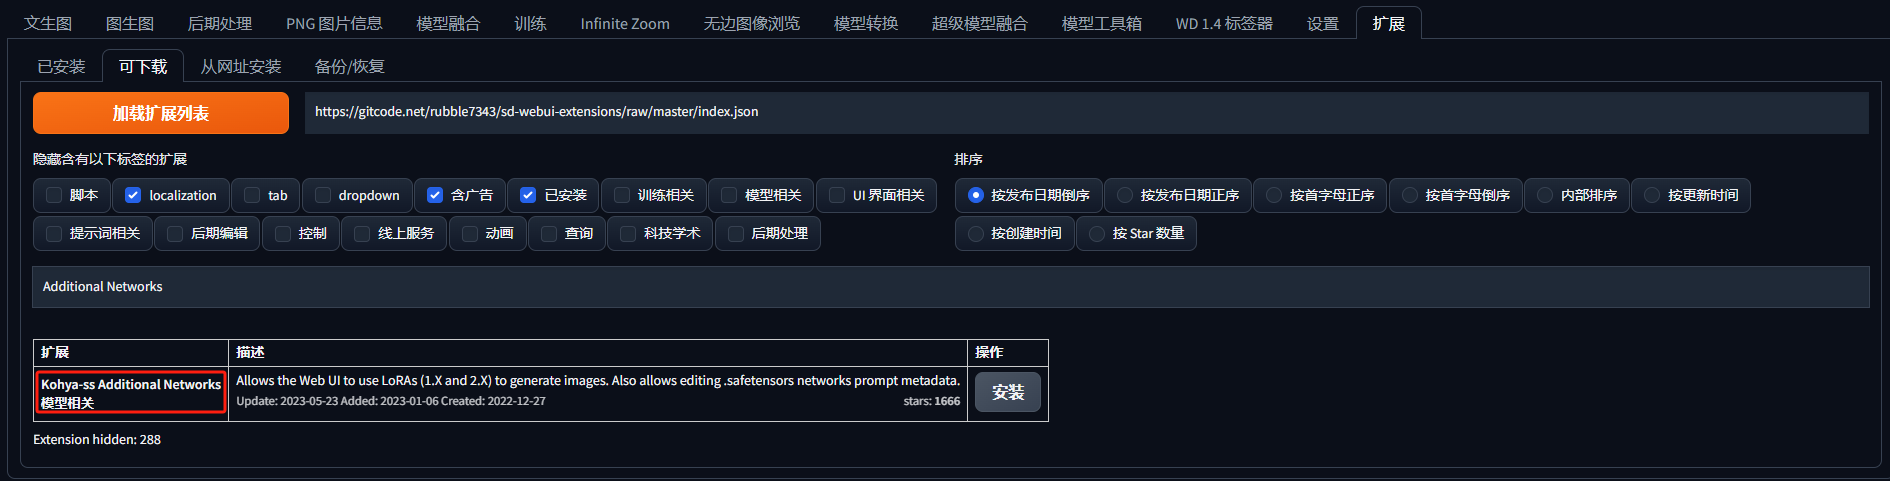 文生图 图生图 后期处理 PNG 图片信息 模型融合 训练 Infinite Zoom 无边图像浏览 模型转换 超级模型融合 模型工具箱 WD 1.4 标签器 设置 扩展
已安装 可下载 从网址安装 备份/恢复
加载扩展列表 https://gitcode.net/rubble7343/sd-webui-extensions/raw/master/index.json
隐藏含有以下标签的扩展 排序
脚本 localization tab dropdown 含广告 已安装 训练相关 模型相关 UI 界面相关 按发布日期倒序 按发布日期正序 按首字母正序 按首字母倒序 内部排序 按更新时间
提示词相关 后期编辑 控制 线上服务 动画 查询 科技学术 后期处理 按创建时间 按 Star 数量
Additional Networks
扩展 描述 操作
Kohya-ss Additional Networks Allows the Web UI to use LoRAs (1.X and 2.X) to generate images. Also allows editing .safetensors networks prompt metadata. 安装
模型相关 Update: 2023-05-23 Added: 2023-01-06 Created: 2022-12-27 stars: 1666
Extension hidden: 288